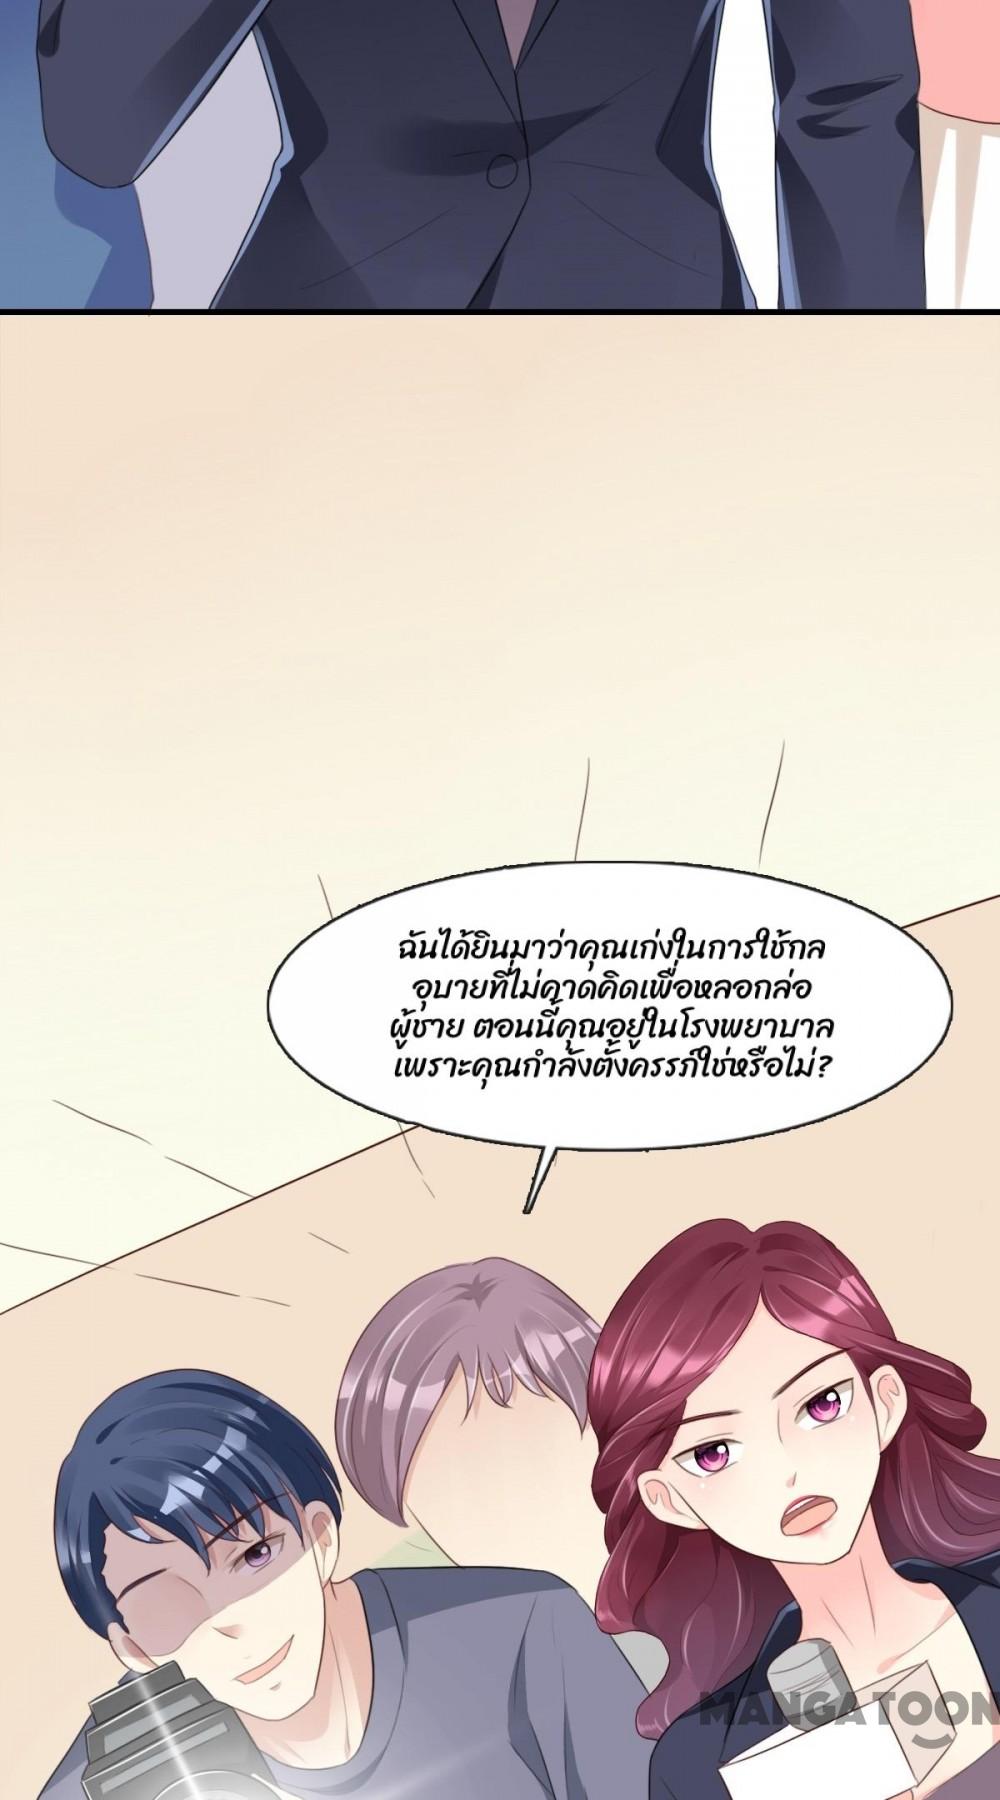 ฉันได้ยินมาว่าคุณเก่งในการใช้กล
อุบายที่ไม่คาดคิดเพื่อหลอกล่อ
ผู้ชาย ตอนนี้คุณอยู่ในโรงพยาบาล
เพราะคุณกำลังตั้งครรภ์ใช่หรือไม่?
MANGATOON